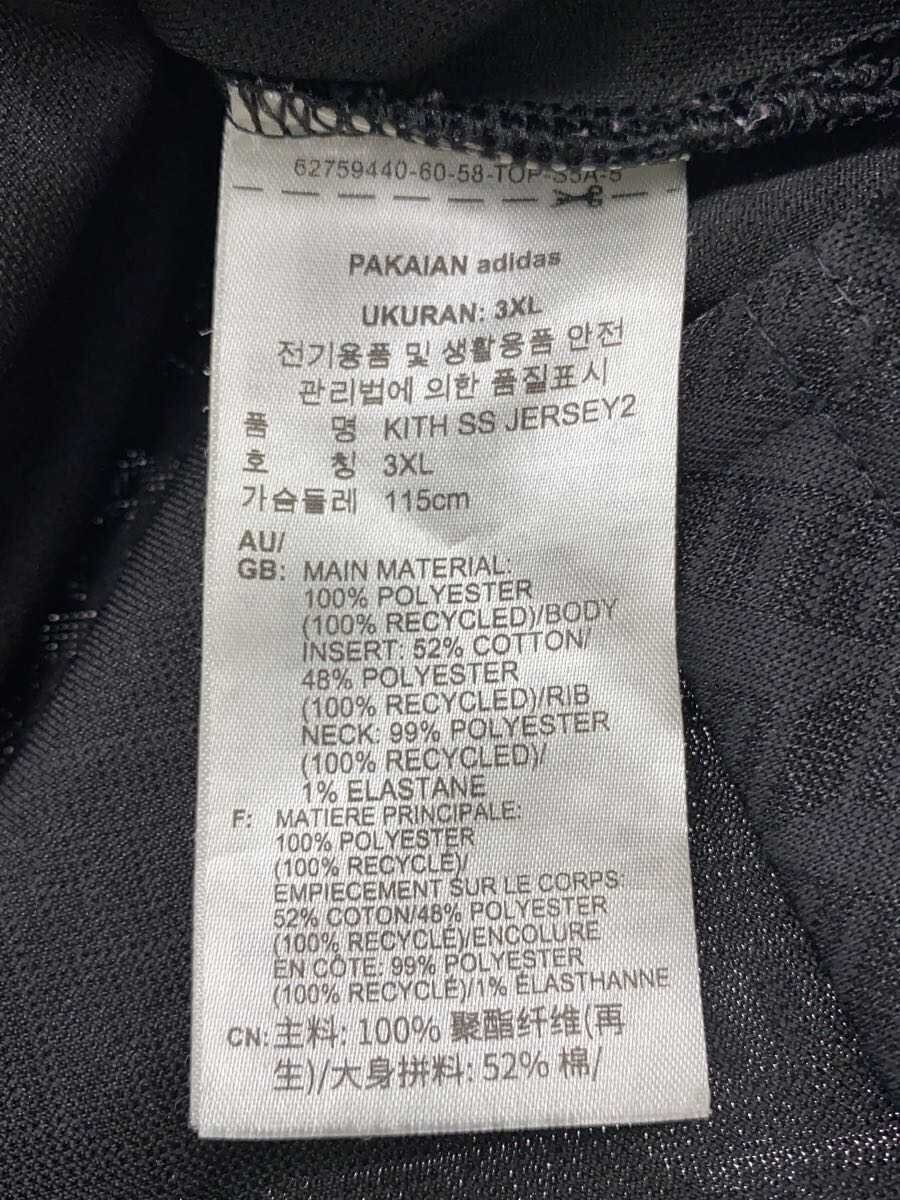 62759440-60-58-TOP-S5A-5
PAKAIAN adidas
UKURAN: 3XL
전기용품 및 생활용품 안전
관리법에 의한 품질표시
품 명 KITH SS JERSEY2
호 칭 3XL
가슴둘레 115cm
AU/
GB: MAIN MATERIAL:
100% POLYESTER
(100% RECYCLED)/BODY
INSERT: 52% COTTON/
48% POLYESTER
(100% RECYCLED)/RIB
NECK: 99% POLYESTER
(100% RECYCLED)/
1% ELASTANE
F: MATIERE PRINCIPALE:
100% POLYESTER
(100% RECYCLÉ)/
EMPIECEMENT SUR LE CORPS:
52% COTON/48% POLYESTER
(100% RECYCLÉ)/ENCOLURE
EN CÔTE: 99% POLYESTER
(100% RECYCLÉ)/1% ÉLASTHANNE
CN: 主料: 100% 聚酯纤维(再
生)/大身拼料: 52% 棉/